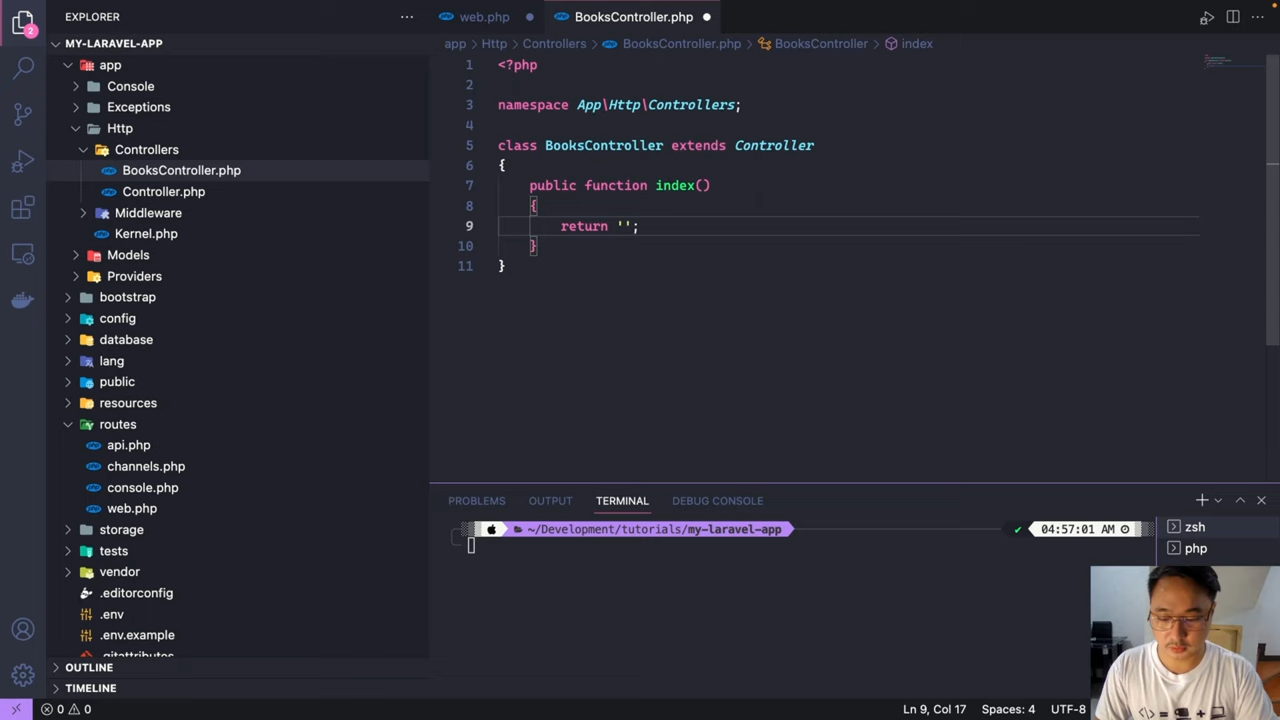 EXPLORER
MY-LARAVEL-APP
app
Console
Exceptions
Http
Controllers
BooksController.php
Controller.php
Middleware
Kernel.php
Models
Providers
bootstrap
config
database
lang
public
resources
routes
api.php
channels.php
console.php
web.php
storage
tests
vendor
.editorconfig
.env
.env.example
.gitattributes
OUTLINE
TIMELINE
2
web.php BooksController.php
app Http Controllers BooksController.php BooksController index
1 <?php
2
3 namespace App\Http\Controllers;
4
5 class BooksController extends Controller
6 {
7 public function index()
8 {
9 return '';
10 }
11 }
PROBLEMS OUTPUT TERMINAL DEBUG CONSOLE
~/Development/tutorials/my-laravel-app ✔ 04:57:01 AM
zsh
php
0 0 Ln 9, Col 17 Spaces: 4 UTF-8